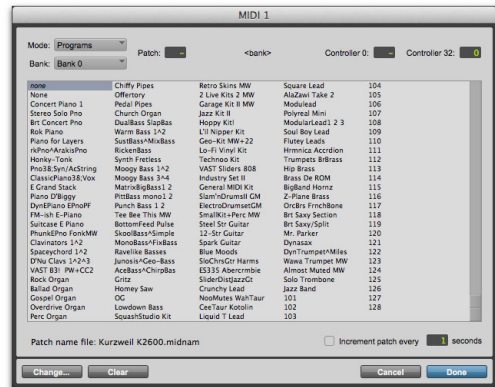 MIDI 1
Mode: Programs Patch: - <bank> Controller 0: - Controller 32: 0
Bank: Bank 0
none Chiffy Pipes Retro Skins MW Square Lead 104
None Offertory 2 Live Kits 2 MW AlaZawi Take 2 105
Concert Piano 1 Pedal Pipes Garage Kit II MW Modulead 106
Stereo Solo Pno Church Organ Jazz Kit II Polyreal Mini 107
Brt Concert Pno DualBass SlapBas Hoppy Kit! ModularLead1 2 3 108
Rok Piano Warm Bass 1^2 L'il Nipper Kit Soul Boy Lead 109
Piano for Layers SustBass^MixBass Geo-Kit MW+22 Flutey Leads 110
rkPno^ArakisPno RickenBass Lo-Fi Vinyl Kit Hrmnica Accrdion 111
Honky-Tonk Synth Fretless Technoo Kit Trumpets BrBrass 112
Pno38;Syn/AcString Moogy Bass 1^2 VAST Sliders 808 Hip Brass 113
ClassicPiano38;Vox Moogy Bass 3^4 Industry Set II Brass De ROM 114
E Grand Stack MatrixBigBass1 2 General MIDI Kit BigBand Hornz 115
Piano D'Biggy PittBass mono1 2 Slam'nDrumsII GM Z-Plane Brass 116
DynEPiano EPnoPF Punch Bass 1 2 ElectroDrumsetGM OrcBrs FrnchBone 117
FM-ish E-Piano Tee Bee This MW SmallKit+Perc MW Brt Saxy Section 118
Suitcase E Piano BottomFeed Pulse Steel Str Guitar Brt Saxy/Split 119
PhunkEPno FonkMW SkoolBass^Simple 12-Str Guitar Mr. Parker 120
Clavinators 1^2 MonoBass^FixBass Spark Guitar Dynasax 121
Spaceychord 1^2 Ravelike Basses Blue Moods DynTrumpet^Miles 122
D'Nu Clavs 1^2^3 Junosis^Geo-Bass SloChrsGtr Harms Wawa Trumpet MW 123
VAST B3! PW+CC2 AceBass^ChirpBas ES335 Abercrmbie Almost Muted MW 124
Rock Organ Gritz SliderDistJazzGt Solo Trombone 125
Ballad Organ Homey Saw Crunchy Lead Jazz Band 126
Gospel Organ OG NooMutes WahTaur 101 127
Overdrive Organ Lowdown Bass CeeTaur Kotolin 102 128
Perc Organ SquashStudio Kit Liquid T Lead 103
Patch name file: Kurzweil K2600.midnam Increment patch every 1 seconds
Change... Clear Cancel Done